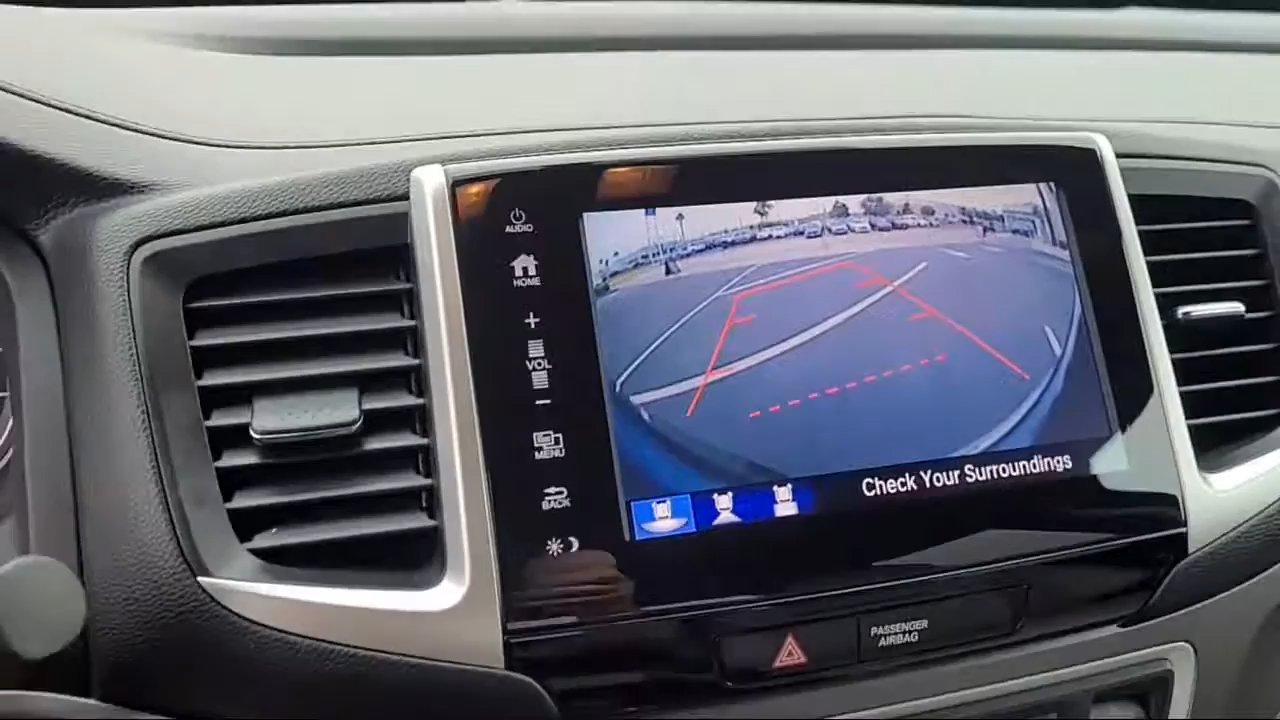 AUDIO
HOME
+
VOL
−
MENU
BACK
Check Your Surroundings
PASSENGER
AIRBAG